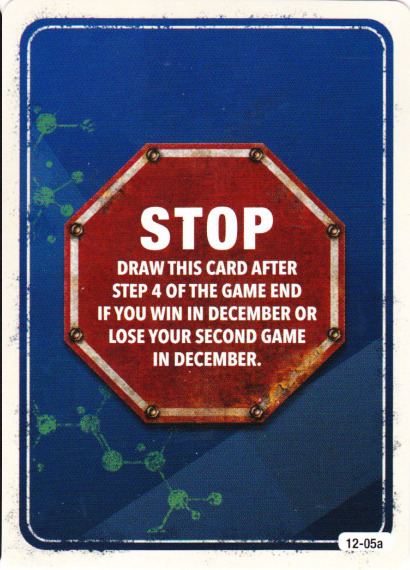 STOP
DRAW THIS CARD AFTER
STEP 4 OF THE GAME END
IF YOU WIN IN DECEMBER OR
LOSE YOUR SECOND GAME
IN DECEMBER.
12-05a